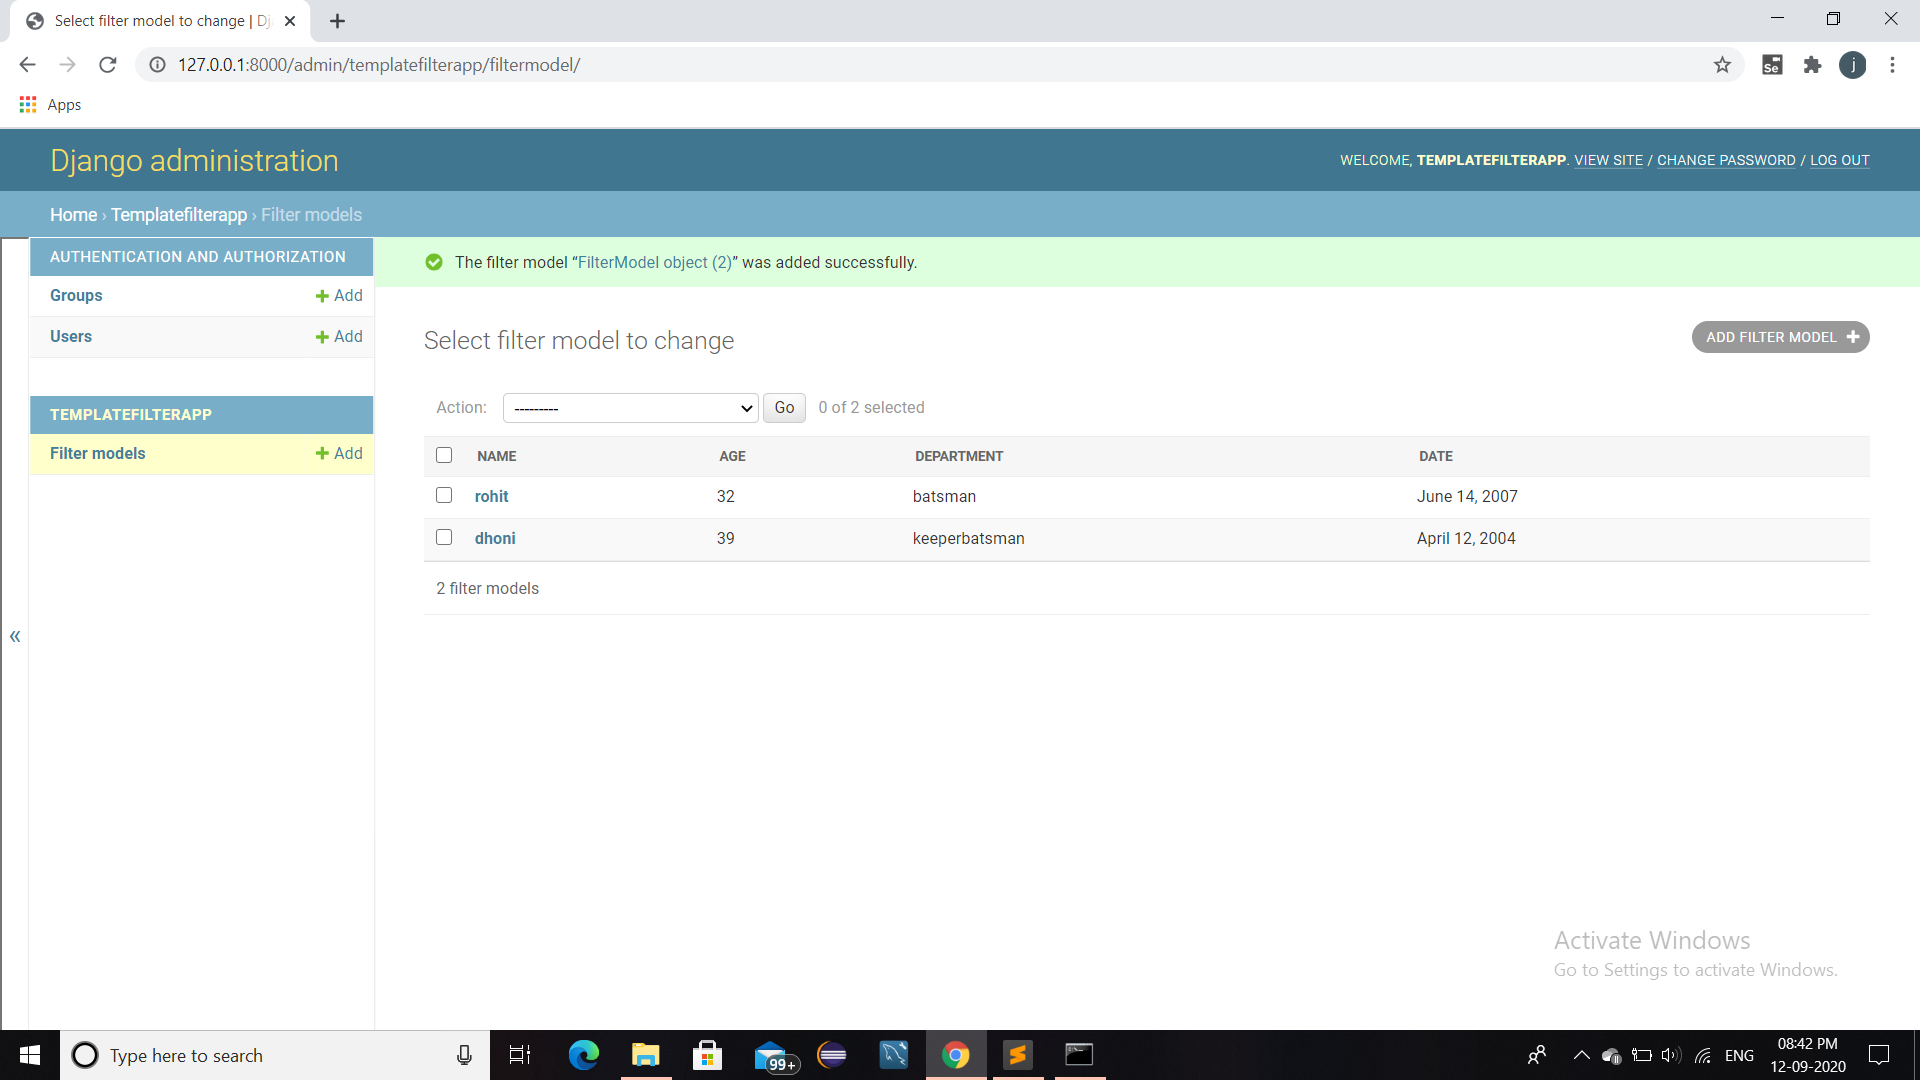 Select filter model to change | Dj
127.0.0.1:8000/admin/templatefilterapp/filtermodel/
Se
j
Apps
Django administration
WELCOME, TEMPLATEFILTERAPP. VIEW SITE / CHANGE PASSWORD / LOG OUT
Home › Templatefilterapp › Filter models
AUTHENTICATION AND AUTHORIZATION
Groups + Add
Users + Add
TEMPLATEFILTERAPP
Filter models + Add
«
The filter model “FilterModel object (2)” was added successfully.
Select filter model to change
ADD FILTER MODEL +
Action: --------- Go 0 of 2 selected
NAME AGE DEPARTMENT DATE
rohit 32 batsman June 14, 2007
dhoni 39 keeperbatsman April 12, 2004
2 filter models
Activate Windows
Go to Settings to activate Windows.
Type here to search
99+
ENG
08:42 PM
12-09-2020